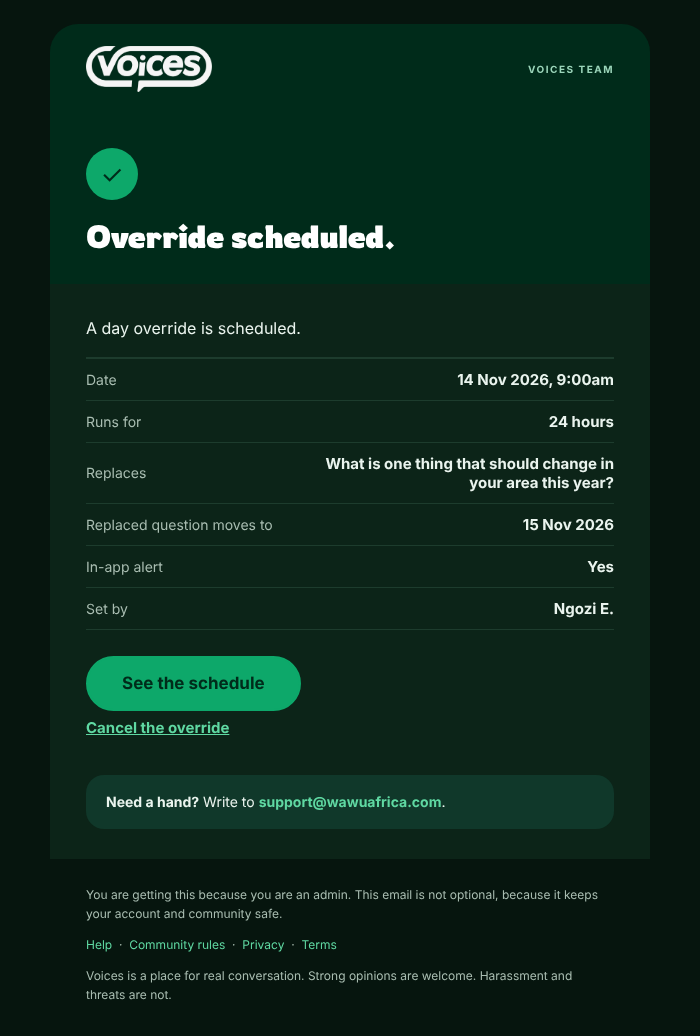 Voices
VOICES TEAM
Override scheduled.
A day override is scheduled.
Date
14 Nov 2026, 9:00am
Runs for
24 hours
Replaces
What is one thing that should change in
your area this year?
Replaced question moves to
15 Nov 2026
In-app alert
Yes
Set by
Ngozi E.
See the schedule
Cancel the override
Need a hand? Write to support@wawuafrica.com.
You are getting this because you are an admin. This email is not optional, because it keeps
your account and community safe.
Help · Community rules · Privacy · Terms
Voices is a place for real conversation. Strong opinions are welcome. Harassment and
threats are not.